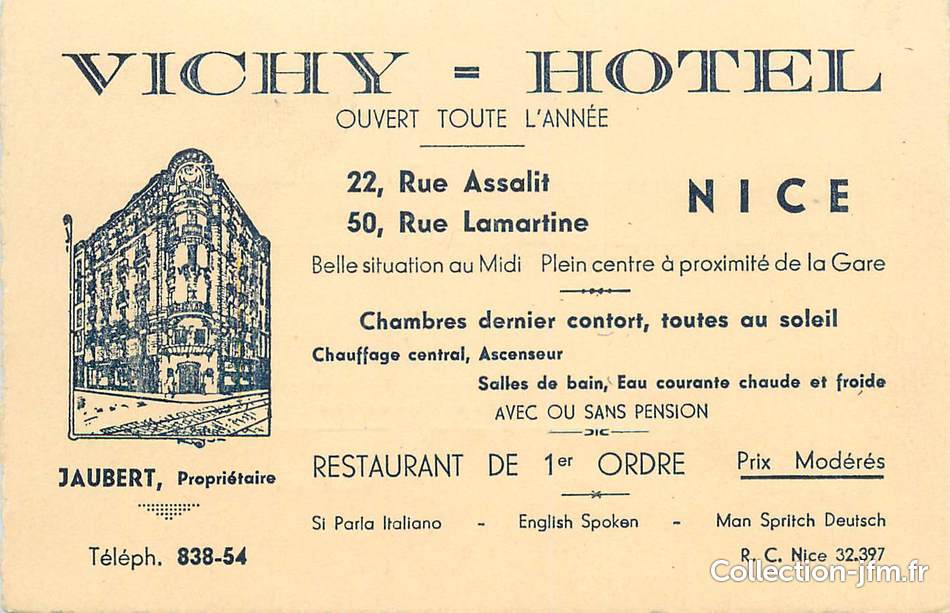 VICHY = HOTEL
OUVERT TOUTE L'ANNÉE
22, Rue Assalit
50, Rue Lamartine
NICE
Belle situation au Midi Plein centre à proximité de la Gare
Chambres dernier contort, toutes au soleil
Chauffage central, Ascenseur
Salles de bain, Eau courante chaude et froide
AVEC OU SANS PENSION
RESTAURANT DE 1er ORDRE Prix Modérés
JAUBERT, Propriétaire
Si Parla Italiano - English Spoken - Man Spritch Deutsch
Téléph. 838-54
R. C. Nice 32.397
Collection-jfm.fr